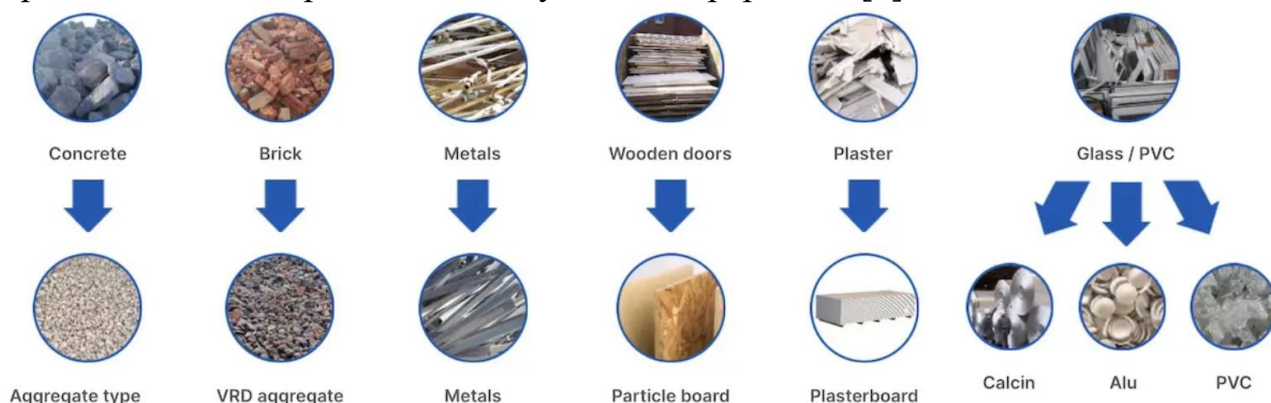 Concrete
Brick
Metals
Wooden doors
Plaster
Glass / PVC
Aggregate type
VRD aggregate
Metals
Particle board
Plasterboard
Calcin
Alu
PVC